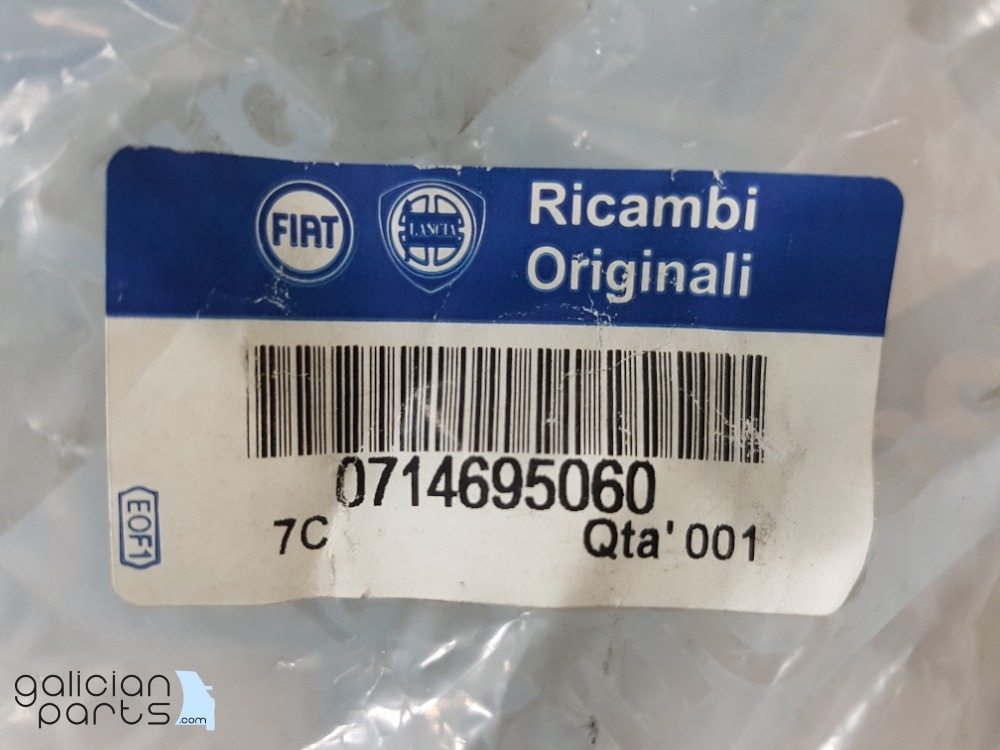 FIAT
LANCIA
Ricambi
Originali
0714695060
EOF1
7C
Qta' 001
galician
parts.com